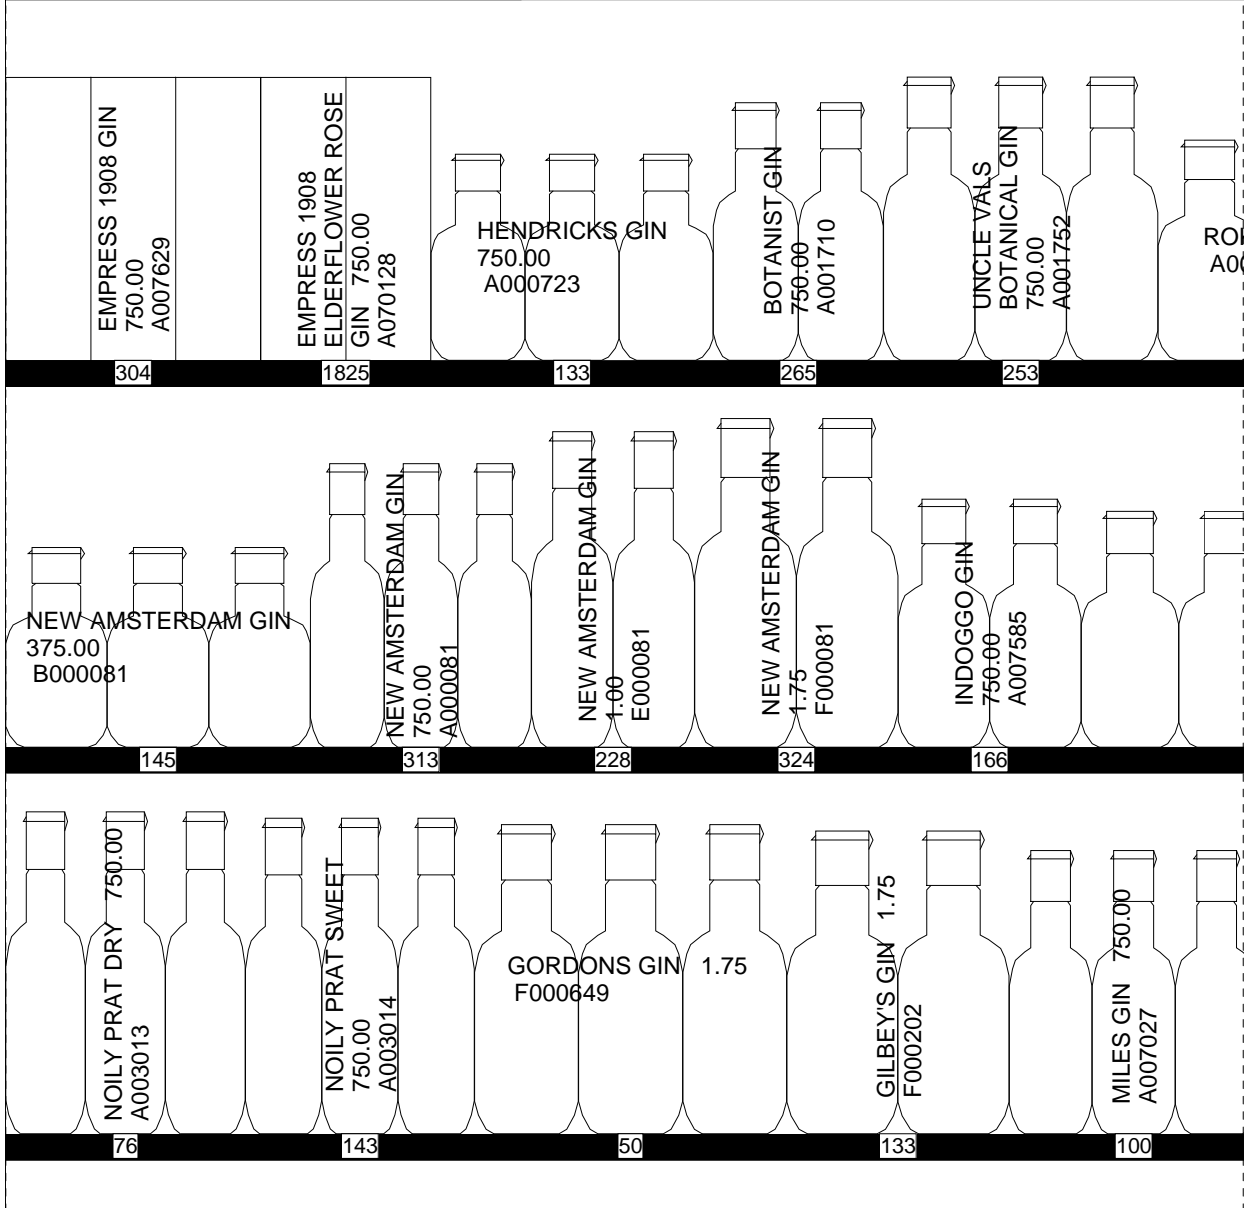 EMPRESS 1908 GIN
750.00
A007629
EMPRESS 1908
ELDERFLOWER ROSE
GIN 750.00
A070128
HENDRICKS GIN
750.00
A000723
BOTANIST GIN
750.00
A001710
UNCLE VALS
BOTANICAL GIN
750.00
A001752
304
1825
133
265
253
NEW AMSTERDAM GIN
375.00
B000081
NEW AMSTERDAM GIN
750.00
A000081
NEW AMSTERDAM GIN
1.00
E000081
NEW AMSTERDAM GIN
1.75
F000081
INDOGGO GIN
750.00
A007585
145
313
228
324
166
NOILY PRAT DRY 750.00
A003013
NOILY PRAT SWEET
750.00
A003014
GORDONS GIN 1.75
F000649
GILBEY'S GIN 1.75
F000202
MILES GIN 750.00
A007027
76
143
50
133
100